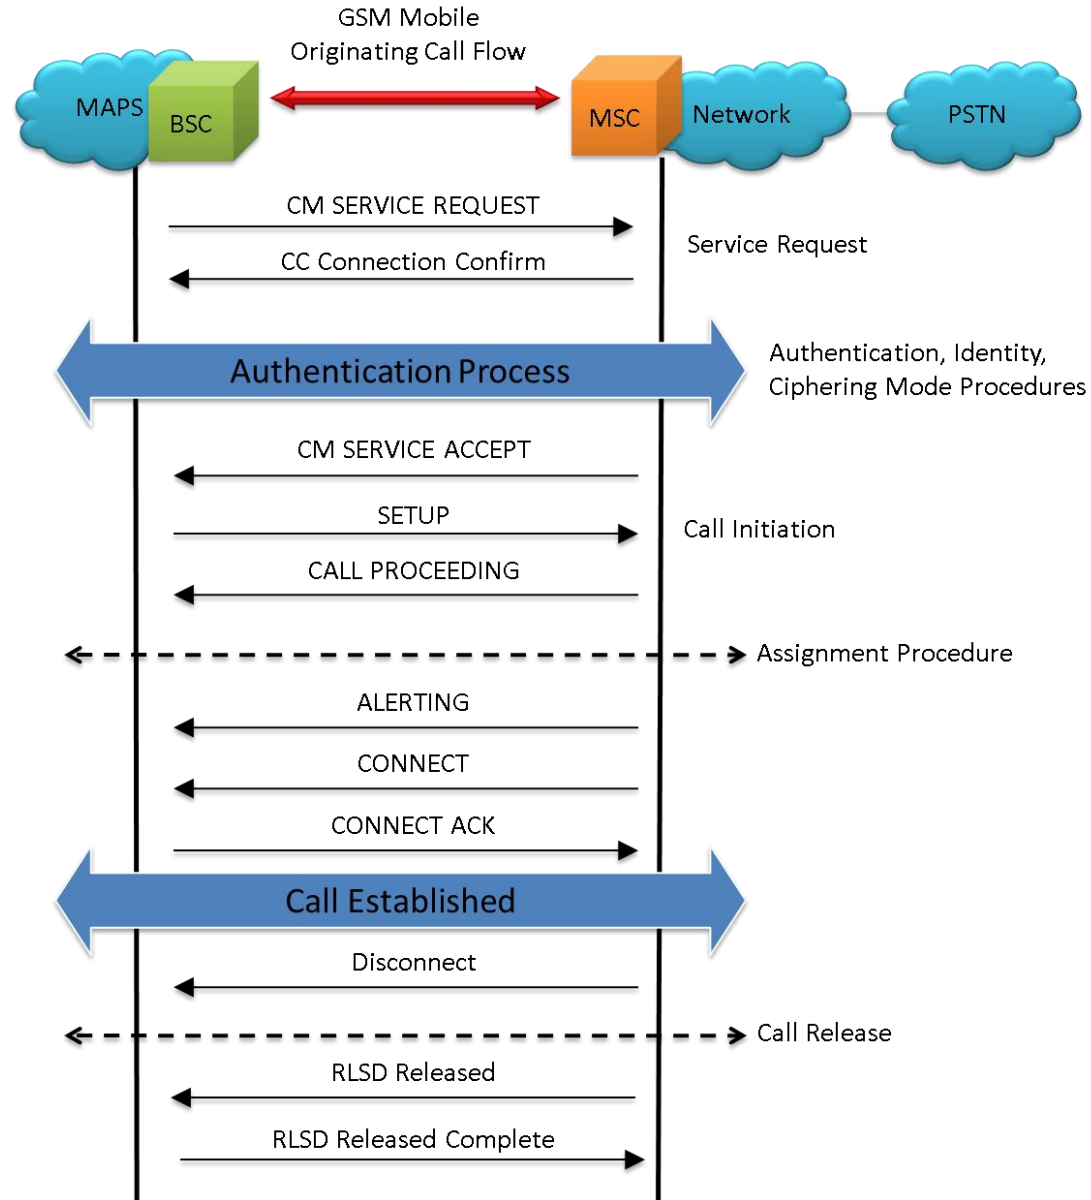 GSM Mobile
Originating Call Flow
MAPS
BSC
MSC
Network
PSTN
CM SERVICE REQUEST
Service Request
CC Connection Confirm
Authentication Process
Authentication, Identity,
Ciphering Mode Procedures
CM SERVICE ACCEPT
SETUP
Call Initiation
CALL PROCEEDING
Assignment Procedure
ALERTING
CONNECT
CONNECT ACK
Call Established
Disconnect
Call Release
RLSD Released
RLSD Released Complete